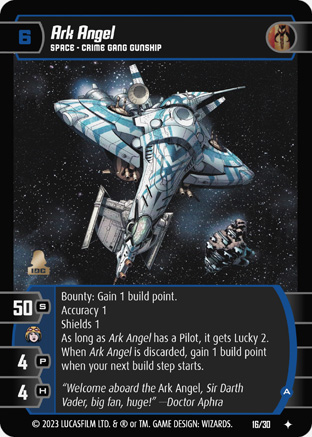 6
Ark Angel
SPACE - CRIME GANG GUNSHIP
IDC
50 S
4 P
4 H
Bounty: Gain 1 build point.
Accuracy 1
Shields 1
As long as Ark Angel has a Pilot, it gets Lucky 2.
When Ark Angel is discarded, gain 1 build point
when your next build step starts.
“Welcome aboard the Ark Angel, Sir Darth
Vader, big fan, huge!” —Doctor Aphra
A
© 2023 LUCASFILM LTD. & ® or TM. GAME DESIGN: WIZARDS.
16/30